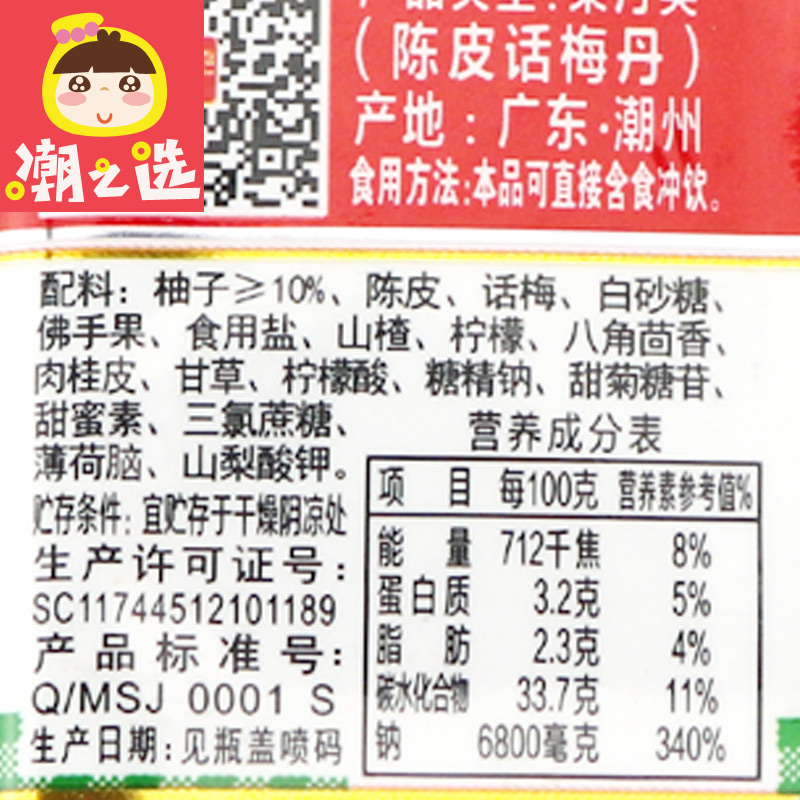 潮之选
产品类型:
(陈皮话梅丹)
产地:广东·潮州
食用方法:本品可直接含食冲饮。
配料:柚子≥10%、陈皮、话梅、白砂糖、
佛手果、食用盐、山楂、柠檬、八角茴香、
肉桂皮、甘草、柠檬酸、糖精钠、甜菊糖苷、
甜蜜素、三氯蔗糖、
薄荷脑、山梨酸钾。
贮存条件:宜贮存于干燥阴凉处
生产许可证号:
SC11744512101189
产品标准号:
Q/MSJ 0001 S
生产日期:见瓶盖喷码
营养成分表
项目 每100克 营养素参考值%
能量 712千焦 8%
蛋白质 3.2克 5%
脂肪 2.3克 4%
碳水化合物 33.7克 11%
钠 6800毫克 340%